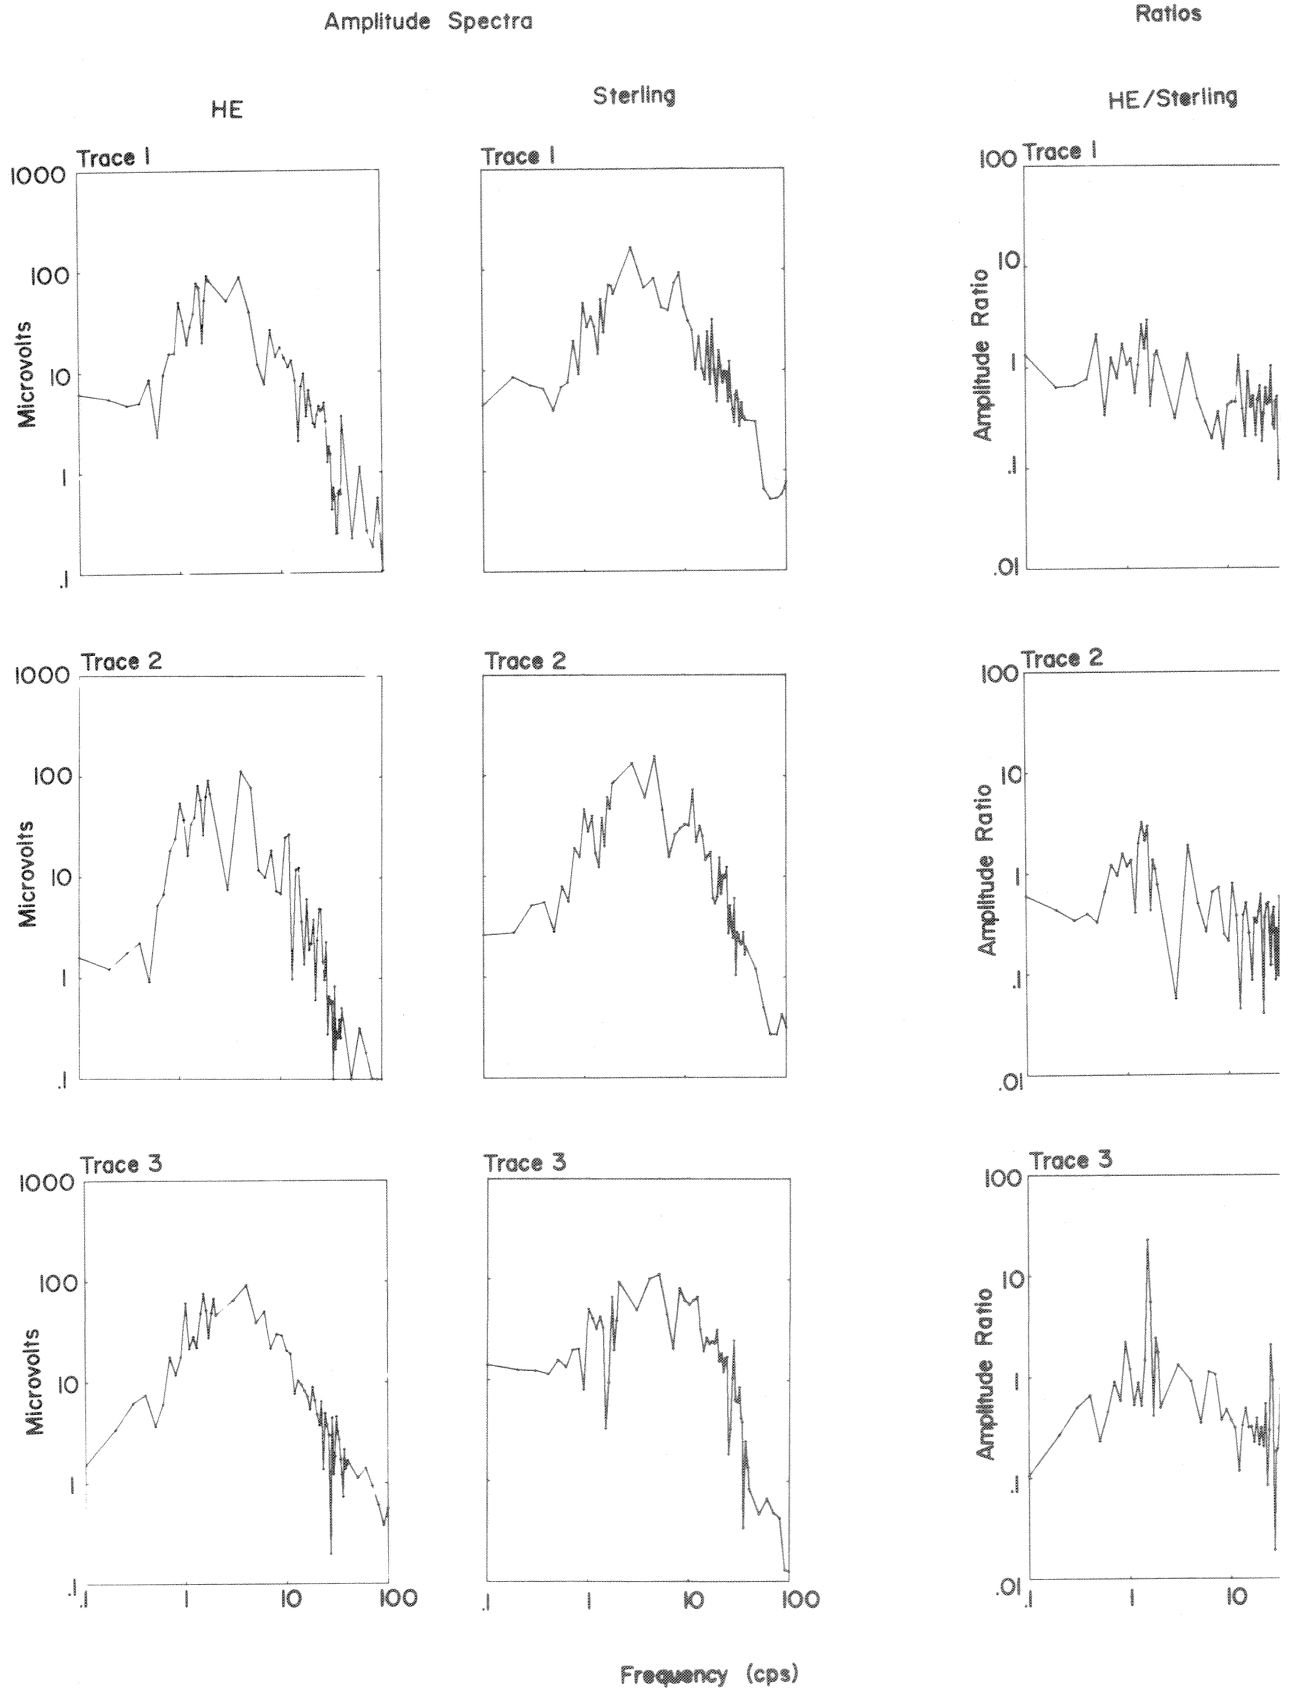 Amplitude Spectra
Ratios
HE
Sterling
HE/Sterling
Trace 1
Trace 1
Trace 1
1000
100
10
1
.1
Microvolts
100
10
1
.1
.01
Amplitude Ratio
Trace 2
Trace 2
Trace 2
1000
100
10
1
.1
Microvolts
100
10
1
.1
.01
Amplitude Ratio
Trace 3
Trace 3
Trace 3
1000
100
10
1
.1
Microvolts
100
10
1
.1
.01
Amplitude Ratio
.1 1 10 100
.1 1 10 100
.1 1 10
Frequency (cps)